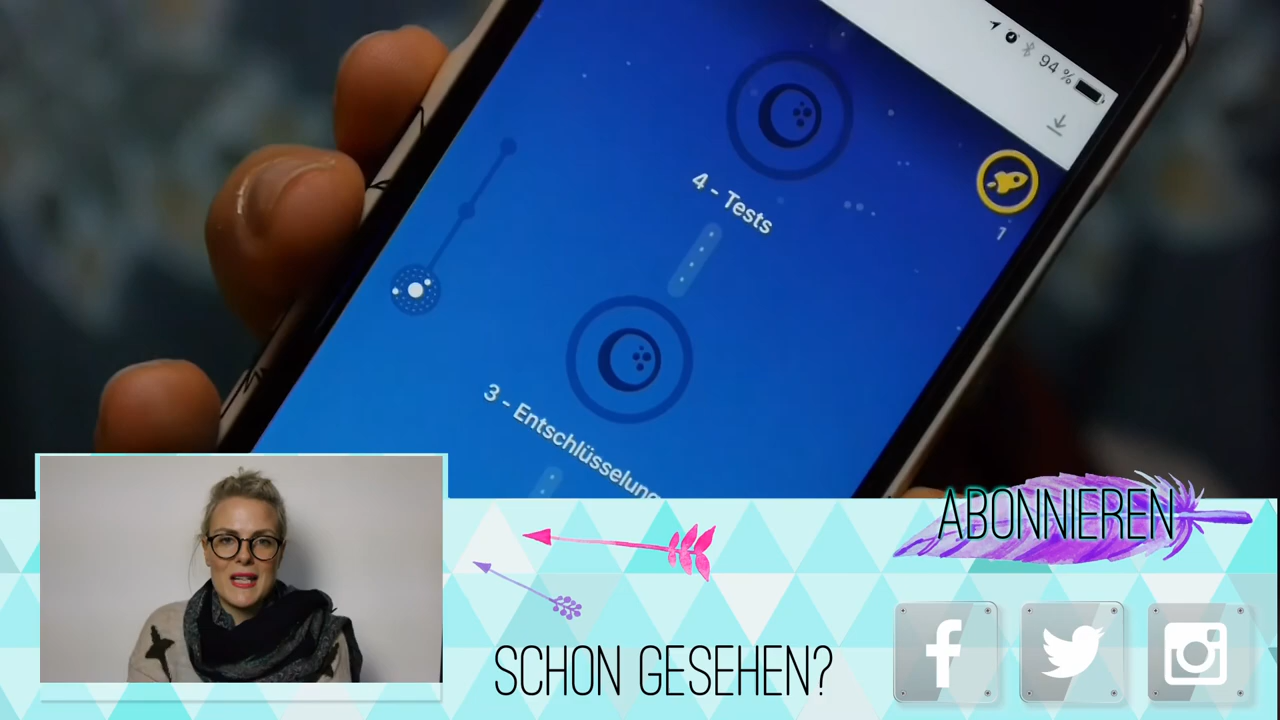 94 %
1
4 - Tests
3 - Entschlüsselung
ABONNIEREN
SCHON GESEHEN?